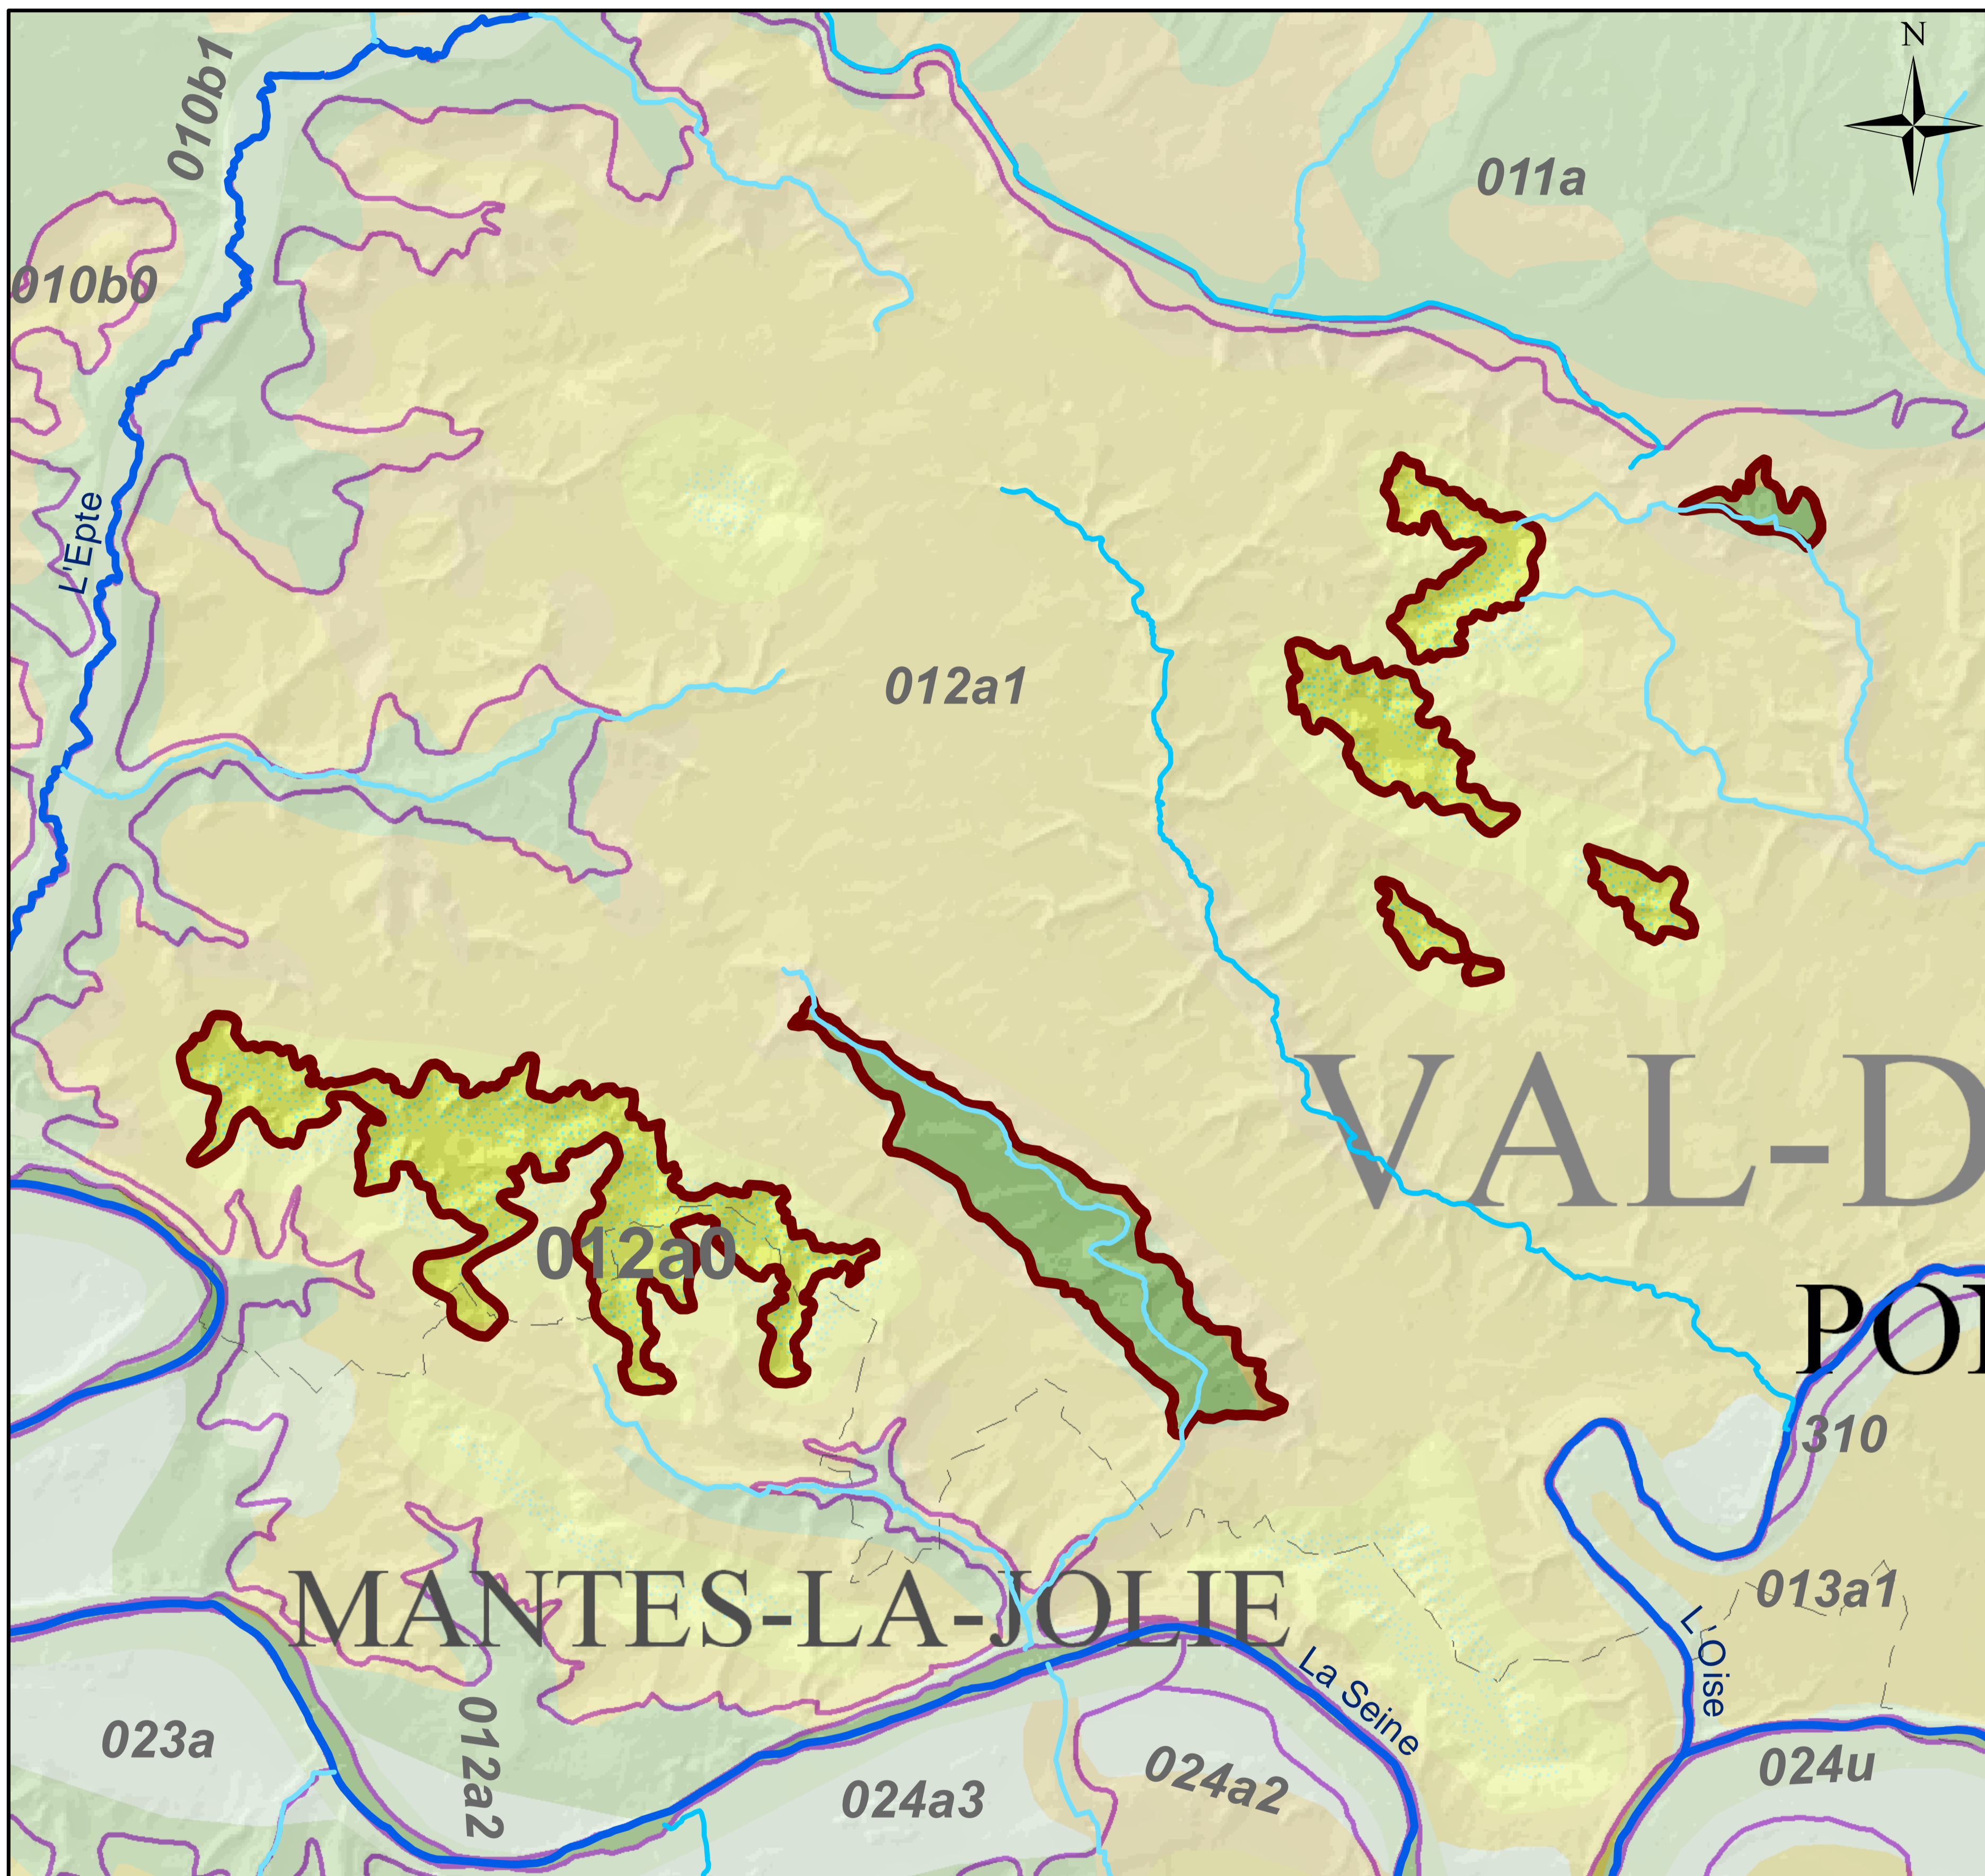 N
010b1
011a
010b0
L'Epte
012a1
VAL-D
012a0
POI
310
MANTES-LA-JOLIE
013a1
L'Oise
La Seine
023a
012a2
024a3
024a2
024u